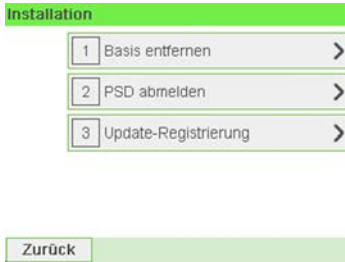 Installation
1 Basis entfernen
2 PSD abmelden
3 Update-Registrierung
Zurück